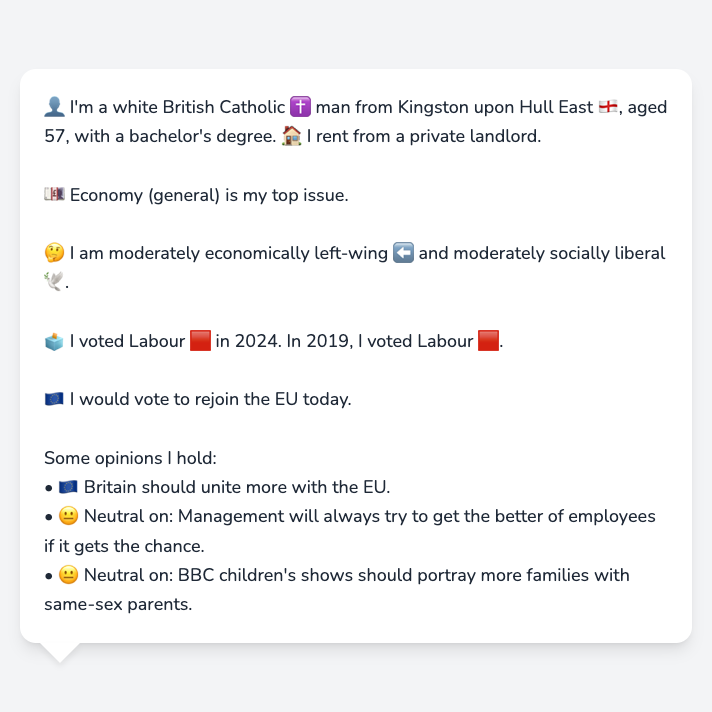 👤 I'm a white British Catholic ✝️ man from Kingston upon Hull East 🏴󠁧󠁢󠁥󠁮󠁧󠁿, aged
57, with a bachelor's degree. 🏠 I rent from a private landlord.
💷 Economy (general) is my top issue.
🤔 I am moderately economically left-wing ⬅️ and moderately socially liberal
🕊️.
🗳️ I voted Labour 🟥 in 2024. In 2019, I voted Labour 🟥.
🇪🇺 I would vote to rejoin the EU today.
Some opinions I hold:
• 🇪🇺 Britain should unite more with the EU.
• 😐 Neutral on: Management will always try to get the better of employees
if it gets the chance.
• 😐 Neutral on: BBC children's shows should portray more families with
same-sex parents.